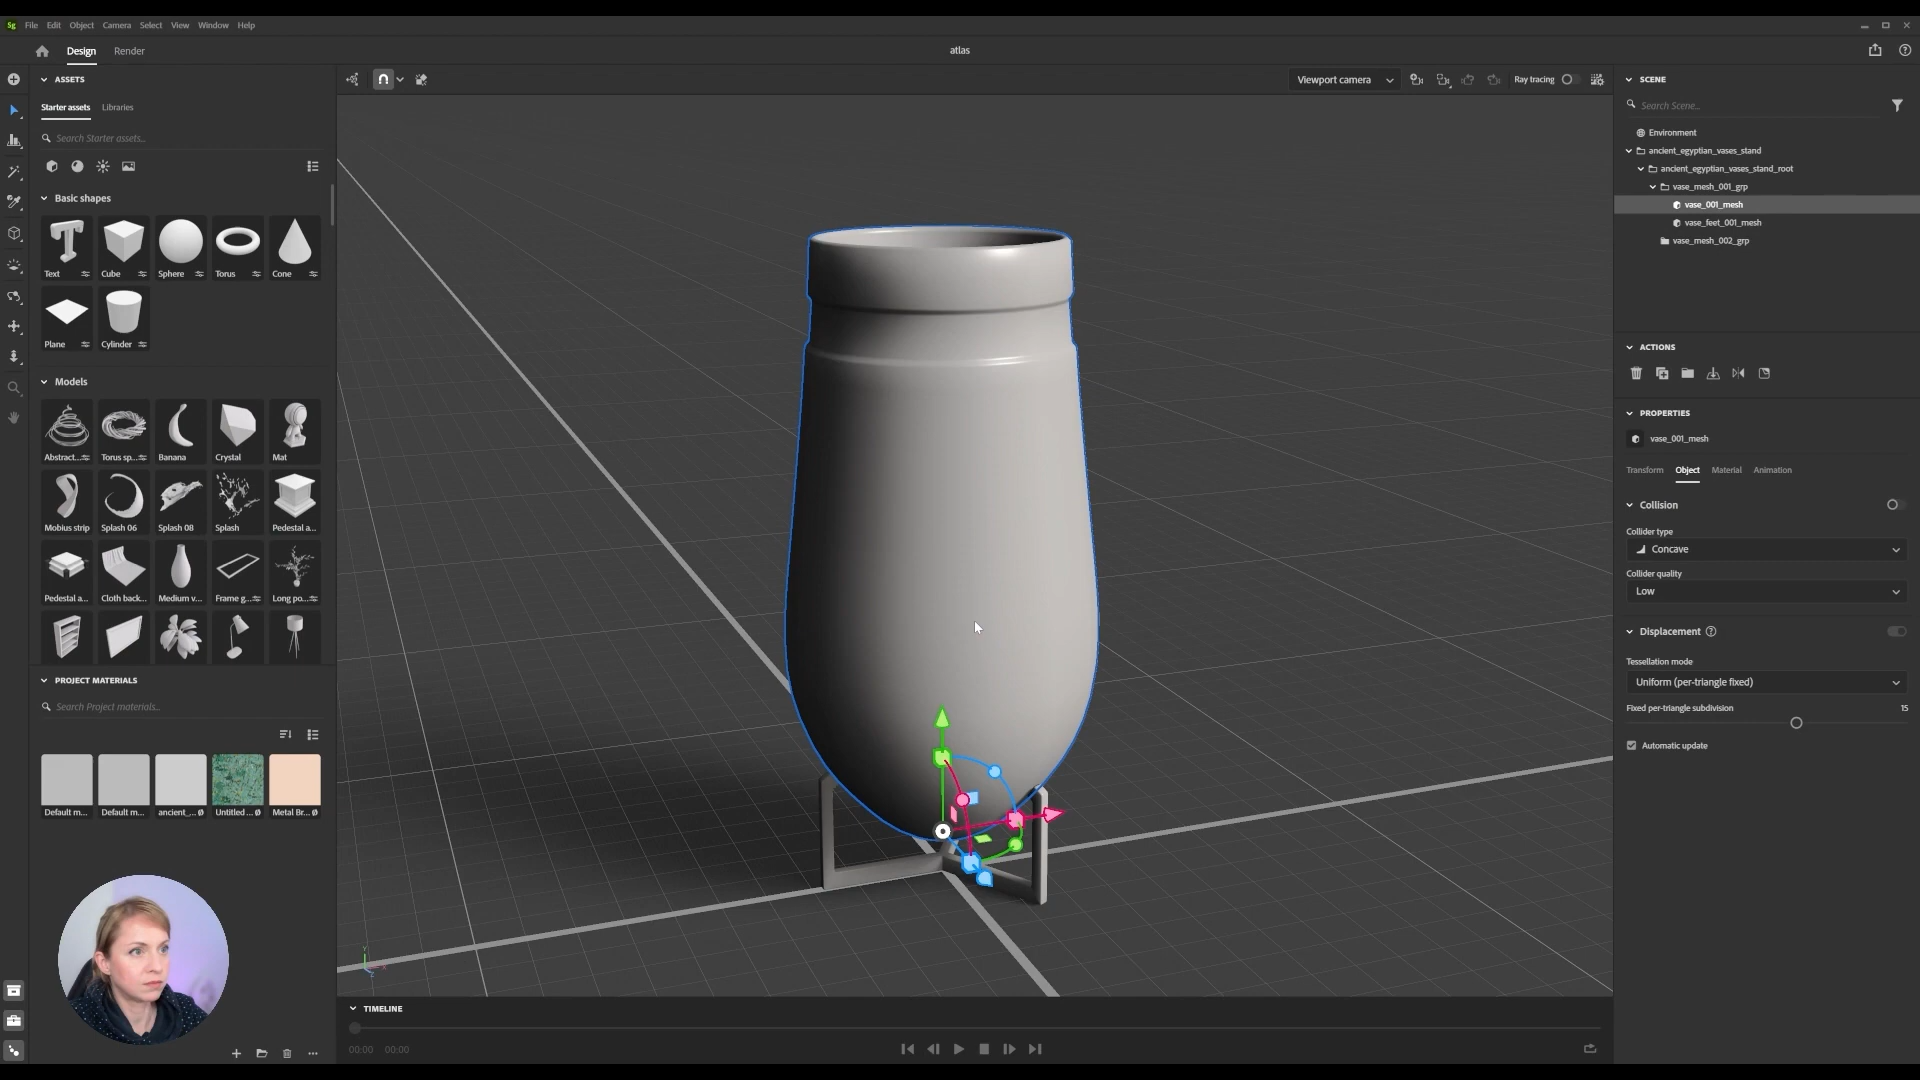 Sg File Edit Object Camera Select View Window Help
Design Render
atlas
ASSETS
Starter assets Libraries
Search Starter assets...
Basic shapes
Text Cube Sphere Torus Cone
Plane Cylinder
Models
Abstract... Torus sp... Banana Crystal Mat
Mobius strip Splash 06 Splash 08 Splash Pedestal a...
Pedestal a... Cloth back... Medium v... Frame g... Long po...
PROJECT MATERIALS
Search Project materials...
Default m... Default m... ancient_... Untitled ... Metal Br...
Viewport camera
Ray tracing
Y
TIMELINE
00:00 00:00
SCENE
Search Scene...
Environment
ancient_egyptian_vases_stand
ancient_egyptian_vases_stand_root
vase_mesh_001_grp
vase_001_mesh
vase_feet_001_mesh
vase_mesh_002_grp
ACTIONS
PROPERTIES
vase_001_mesh
Transform Object Material Animation
Collision
Collider type
Concave
Collider quality
Low
Displacement
Tessellation mode
Uniform (per-triangle fixed)
Fixed per-triangle subdivision 15
Automatic update